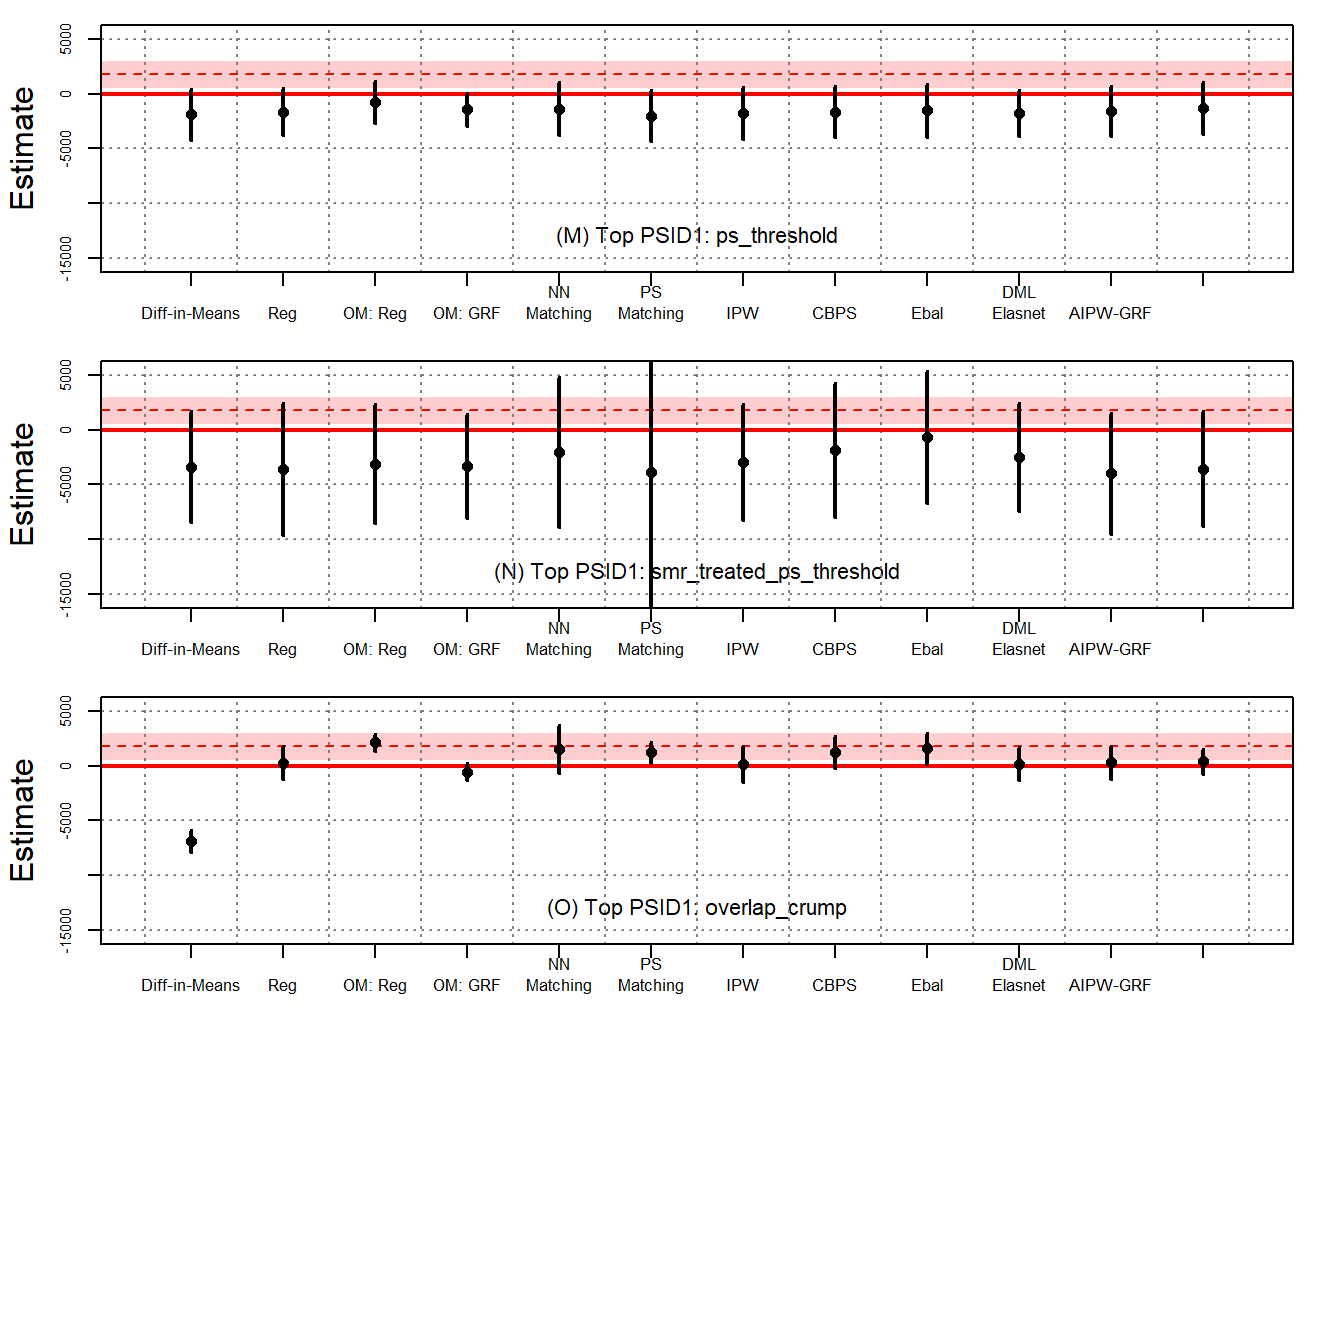 Estimate
5000
0
-5000
-15000
(M) Top PSID1: ps_threshold
Diff-in-Means Reg OM: Reg OM: GRF NN Matching PS Matching IPW CBPS Ebal DML Elasnet AIPW-GRF
Estimate
5000
0
-5000
-15000
(N) Top PSID1: smr_treated_ps_threshold
Diff-in-Means Reg OM: Reg OM: GRF NN Matching PS Matching IPW CBPS Ebal DML Elasnet AIPW-GRF
Estimate
5000
0
-5000
-15000
(O) Top PSID1: overlap_crump
Diff-in-Means Reg OM: Reg OM: GRF NN Matching PS Matching IPW CBPS Ebal DML Elasnet AIPW-GRF